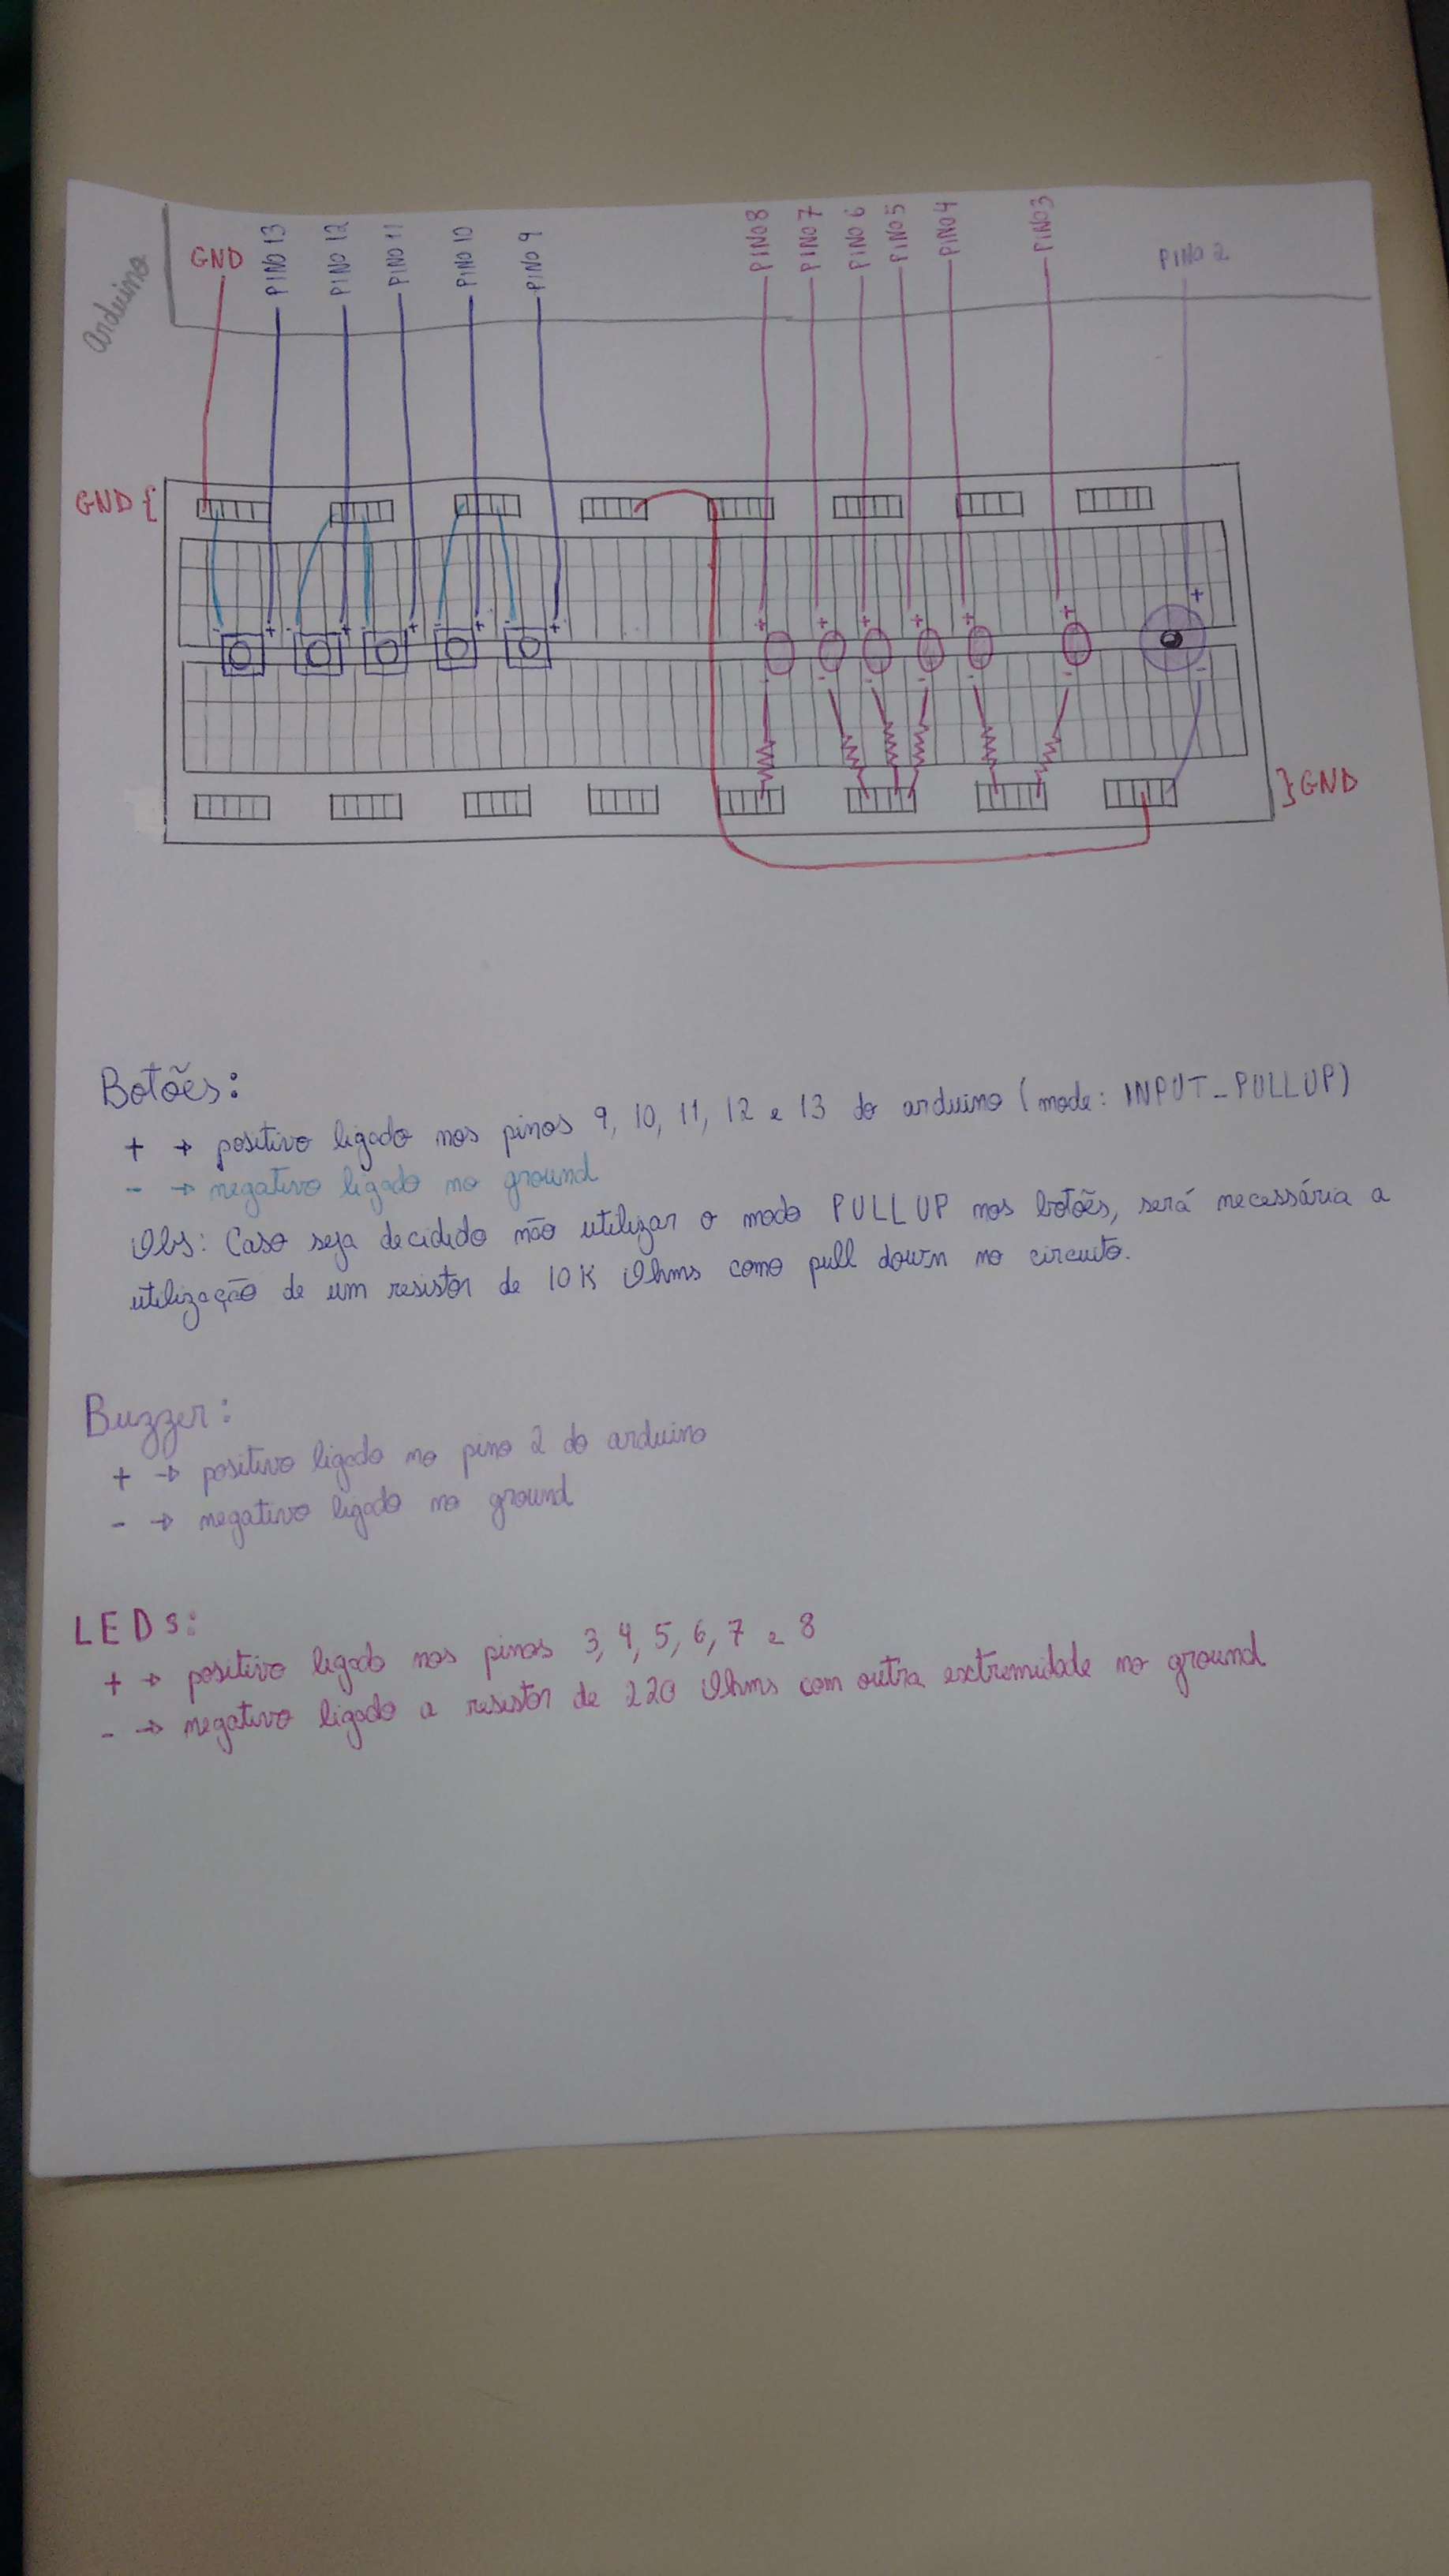 arduino
GND
PINO 13
PINO 12
PINO 11
PINO 10
PINO 9
PINO 8
PINO 7
PINO 6
PINO 5
PINO 4
PINO 3
PINO 2
GND {
- + - + - + - + - +
+ + + + + + +
- - - - - - -
} GND
Botões:
+ → positivo ligado nos pinos 9, 10, 11, 12 e 13 do arduino (mode: INPUT_PULLUP)
- → negativo ligado no ground
Obs: Caso seja decidido não utilizar o modo PULLUP nos botões, será necessária a
utilização de um resistor de 10K Ohms como pull down no circuito.
Buzzer:
+ → positivo ligado no pino 2 do arduino
- → negativo ligado no ground
LEDs:
+ → positivo ligado nos pinos 3, 4, 5, 6, 7 e 8
- → negativo ligado a resistor de 220 Ohms com outra extremidade no ground